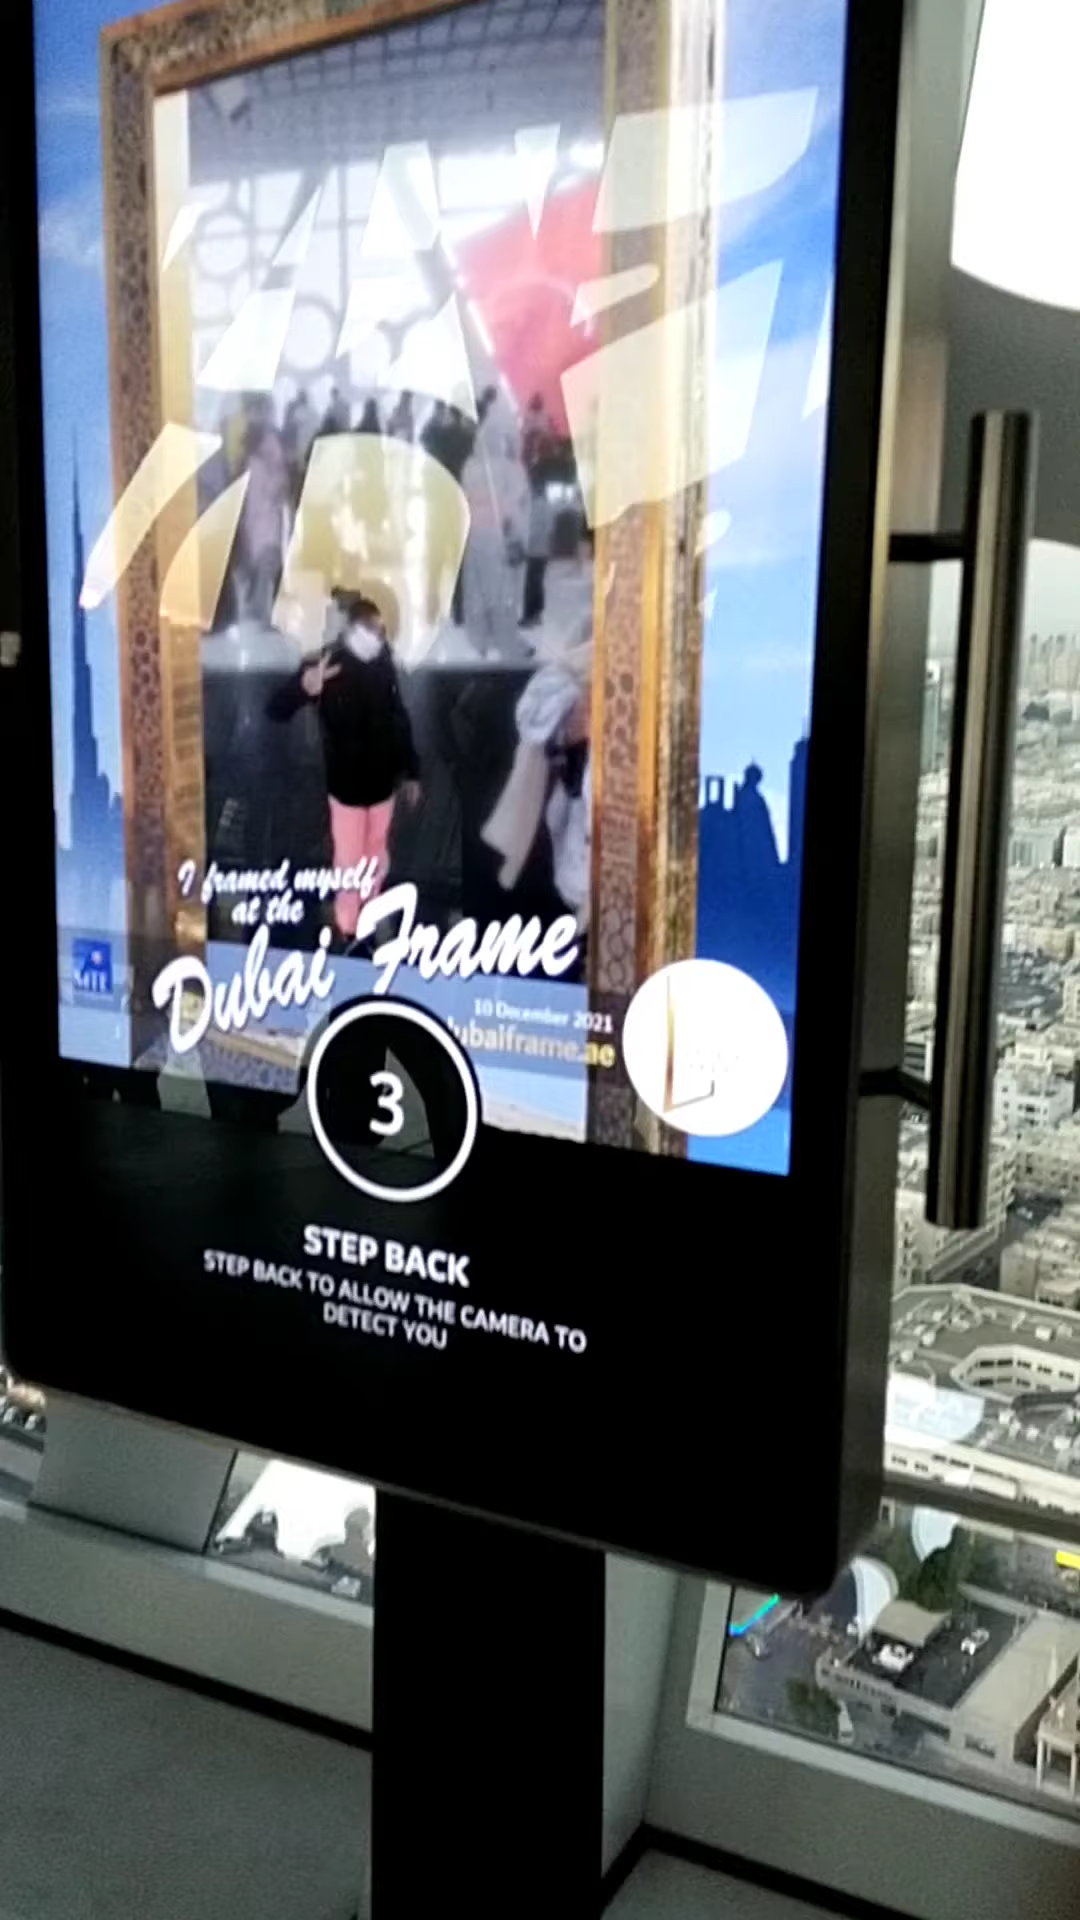 I framed myself
at the
Dubai Frame
10 December 2021
dubaiframe.ae
3
STEP BACK
STEP BACK TO ALLOW THE CAMERA TO
DETECT YOU